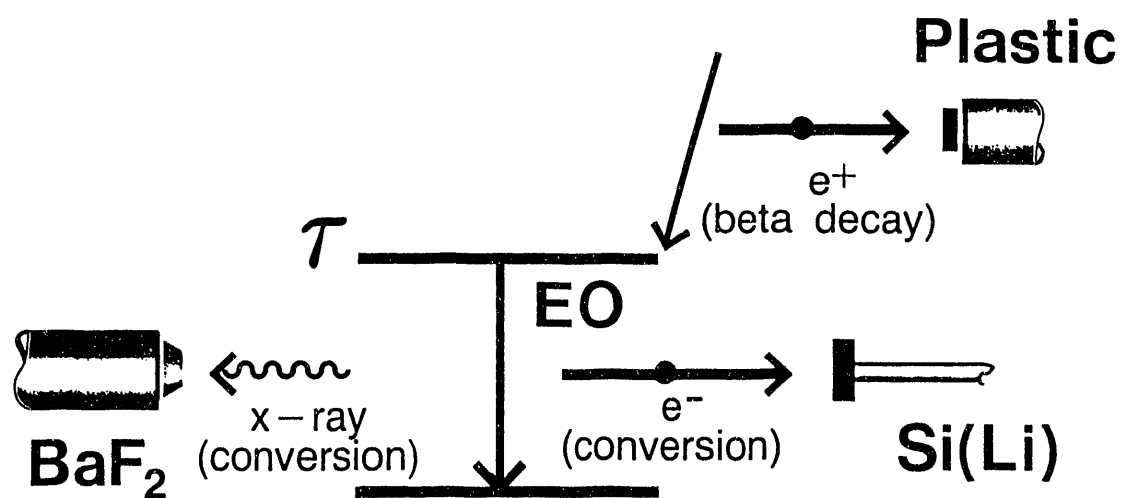 Plastic
e+
(beta decay)
τ
EO
x–ray
(conversion)
BaF₂
e-
(conversion)
Si(Li)